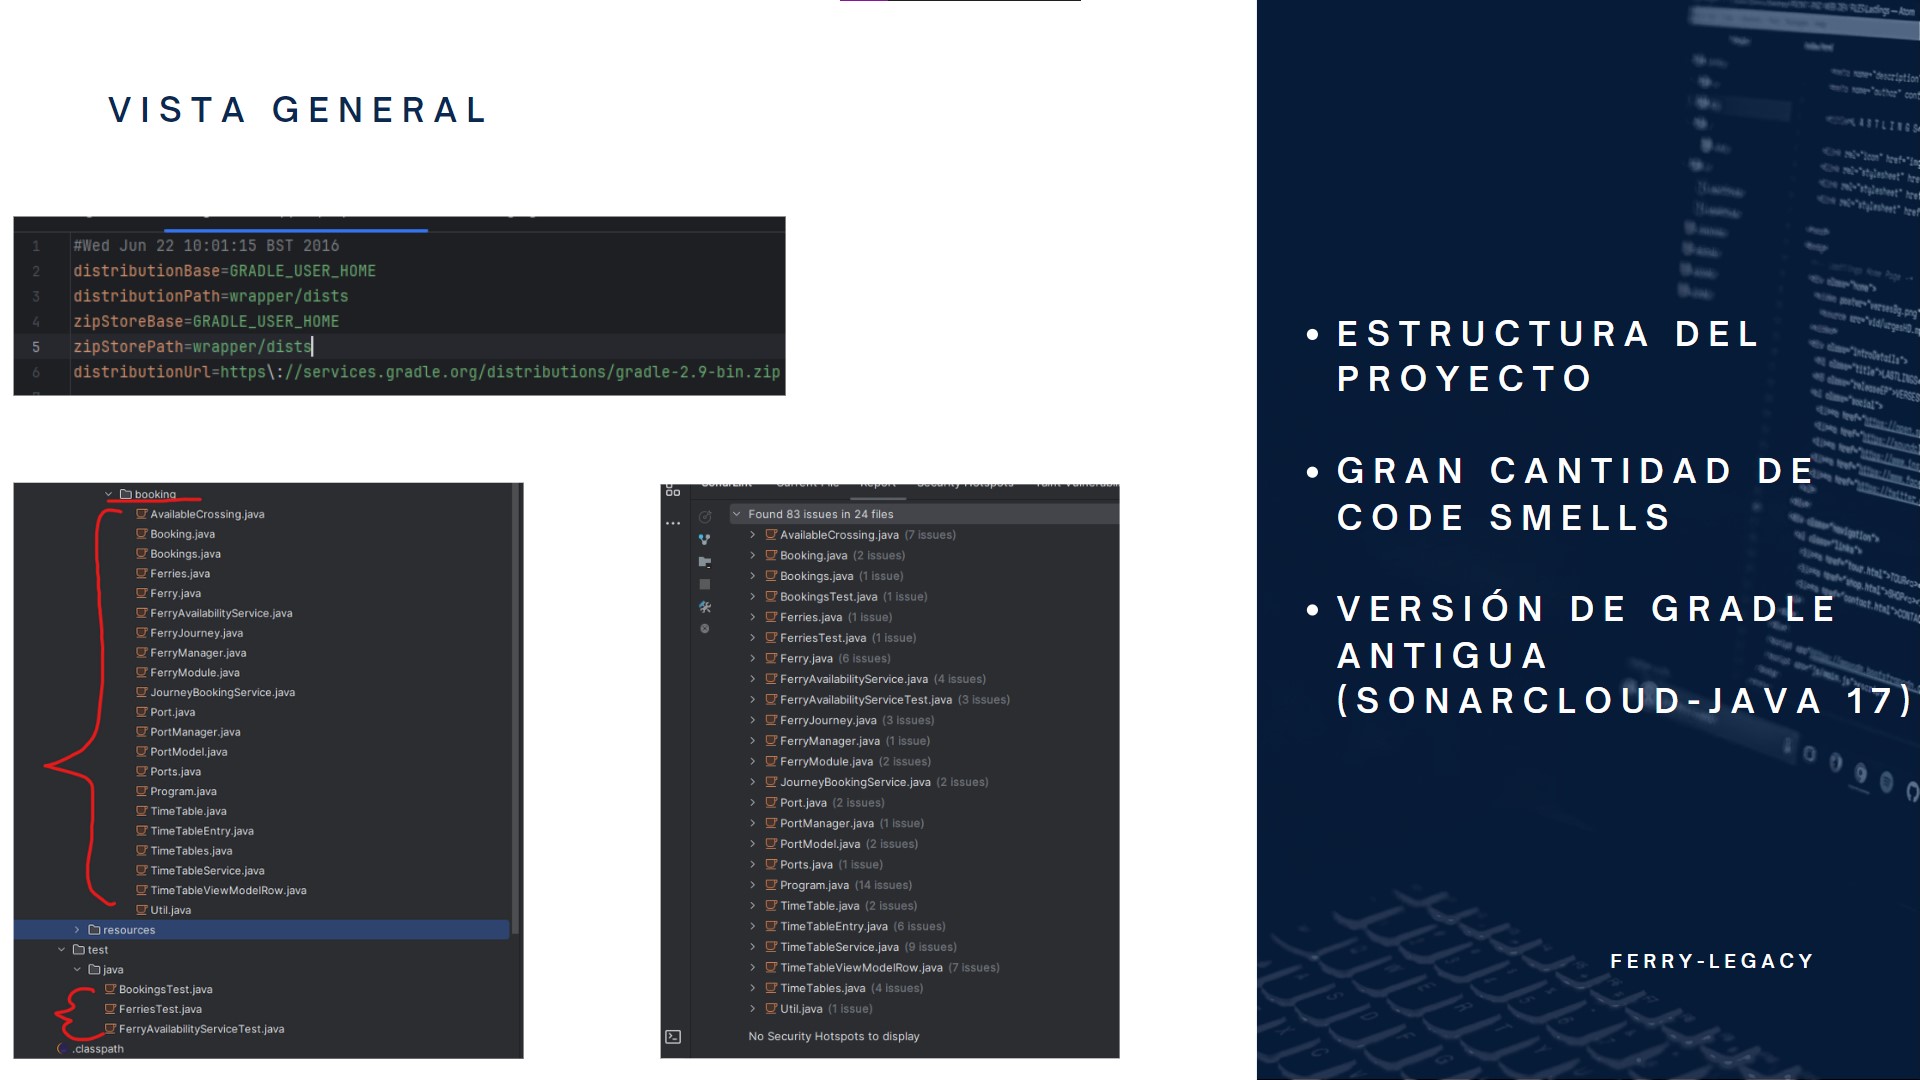 VISTA GENERAL
1 #Wed Jun 22 10:01:15 BST 2016
2 distributionBase=GRADLE_USER_HOME
3 distributionPath=wrapper/dists
4 zipStoreBase=GRADLE_USER_HOME
5 zipStorePath=wrapper/dists
6 distributionUrl=https\://services.gradle.org/distributions/gradle-2.9-bin.zip
booking
AvailableCrossing.java
Booking.java
Bookings.java
Ferries.java
Ferry.java
FerryAvailabilityService.java
FerryJourney.java
FerryManager.java
FerryModule.java
JourneyBookingService.java
Port.java
PortManager.java
PortModel.java
Ports.java
Program.java
TimeTable.java
TimeTableEntry.java
TimeTables.java
TimeTableService.java
TimeTableViewModelRow.java
Util.java
resources
test
java
BookingsTest.java
FerriesTest.java
FerryAvailabilityServiceTest.java
.classpath
Found 83 issues in 24 files
AvailableCrossing.java (7 issues)
Booking.java (2 issues)
Bookings.java (1 issue)
BookingsTest.java (1 issue)
Ferries.java (1 issue)
FerriesTest.java (1 issue)
Ferry.java (6 issues)
FerryAvailabilityService.java (4 issues)
FerryAvailabilityServiceTest.java (3 issues)
FerryJourney.java (3 issues)
FerryManager.java (1 issue)
FerryModule.java (2 issues)
JourneyBookingService.java (2 issues)
Port.java (2 issues)
PortManager.java (1 issue)
PortModel.java (2 issues)
Ports.java (1 issue)
Program.java (14 issues)
TimeTable.java (2 issues)
TimeTableEntry.java (6 issues)
TimeTableService.java (9 issues)
TimeTableViewModelRow.java (7 issues)
TimeTables.java (4 issues)
Util.java (1 issue)
No Security Hotspots to display
• ESTRUCTURA DEL
PROYECTO
• GRAN CANTIDAD DE
CODE SMELLS
• VERSIÓN DE GRADLE
ANTIGUA
(SONARCLOUD-JAVA 17)
FERRY-LEGACY